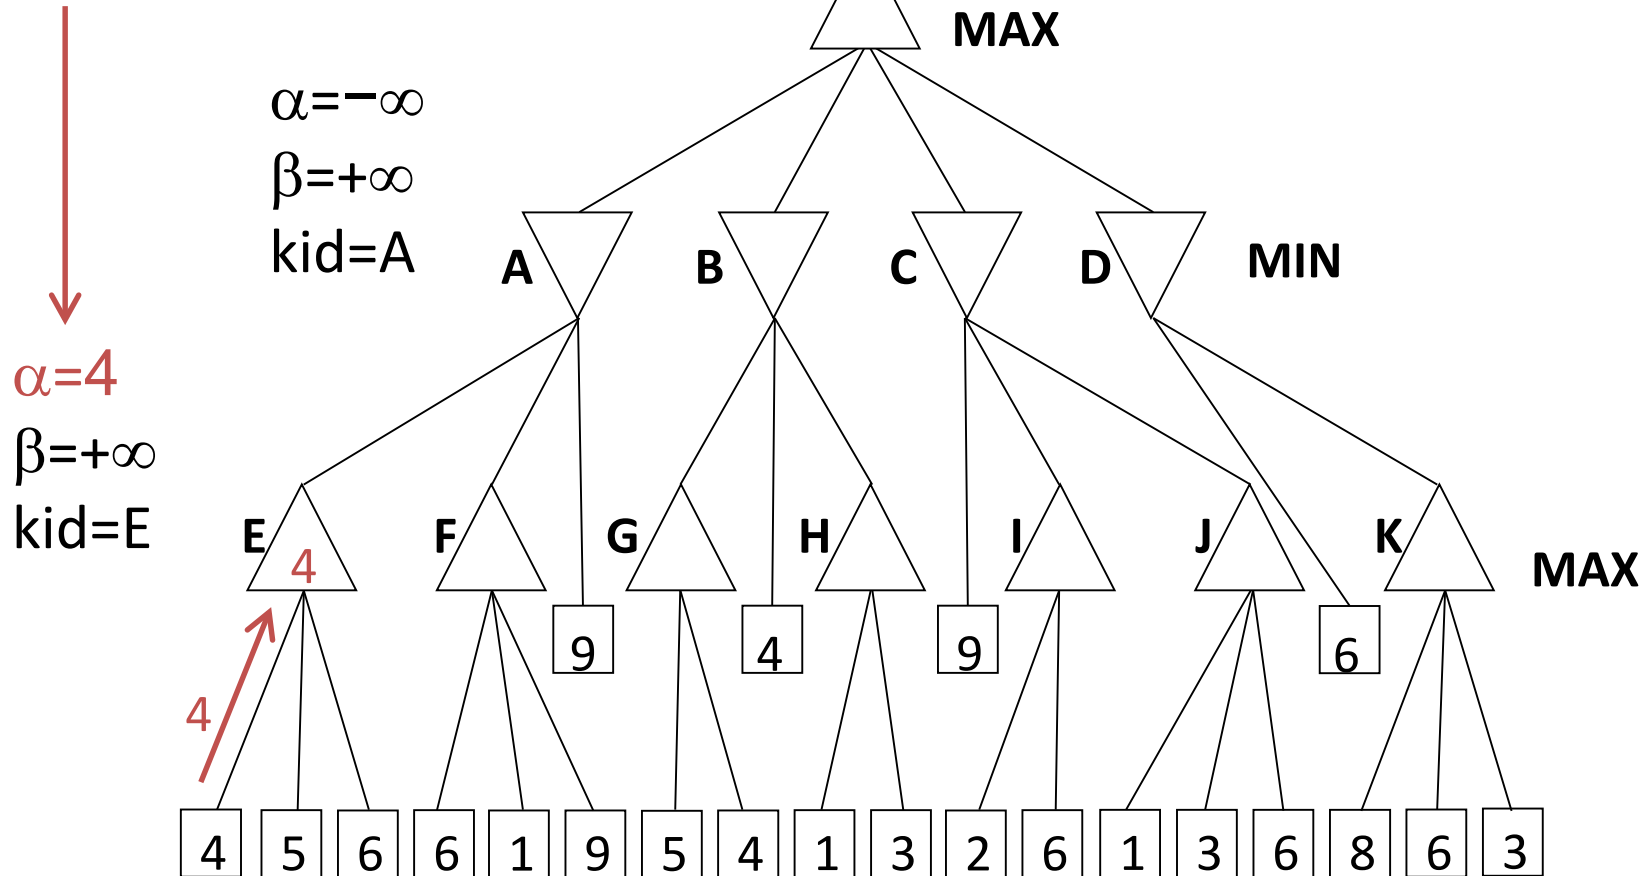 MAX
α=−∞
β=+∞
kid=A
A B C D MIN
α=4
β=+∞
kid=E
E F G H I J K
4
MAX
9 4 9 6
4
4 5 6 6 1 9 5 4 1 3 2 6 1 3 6 8 6 3